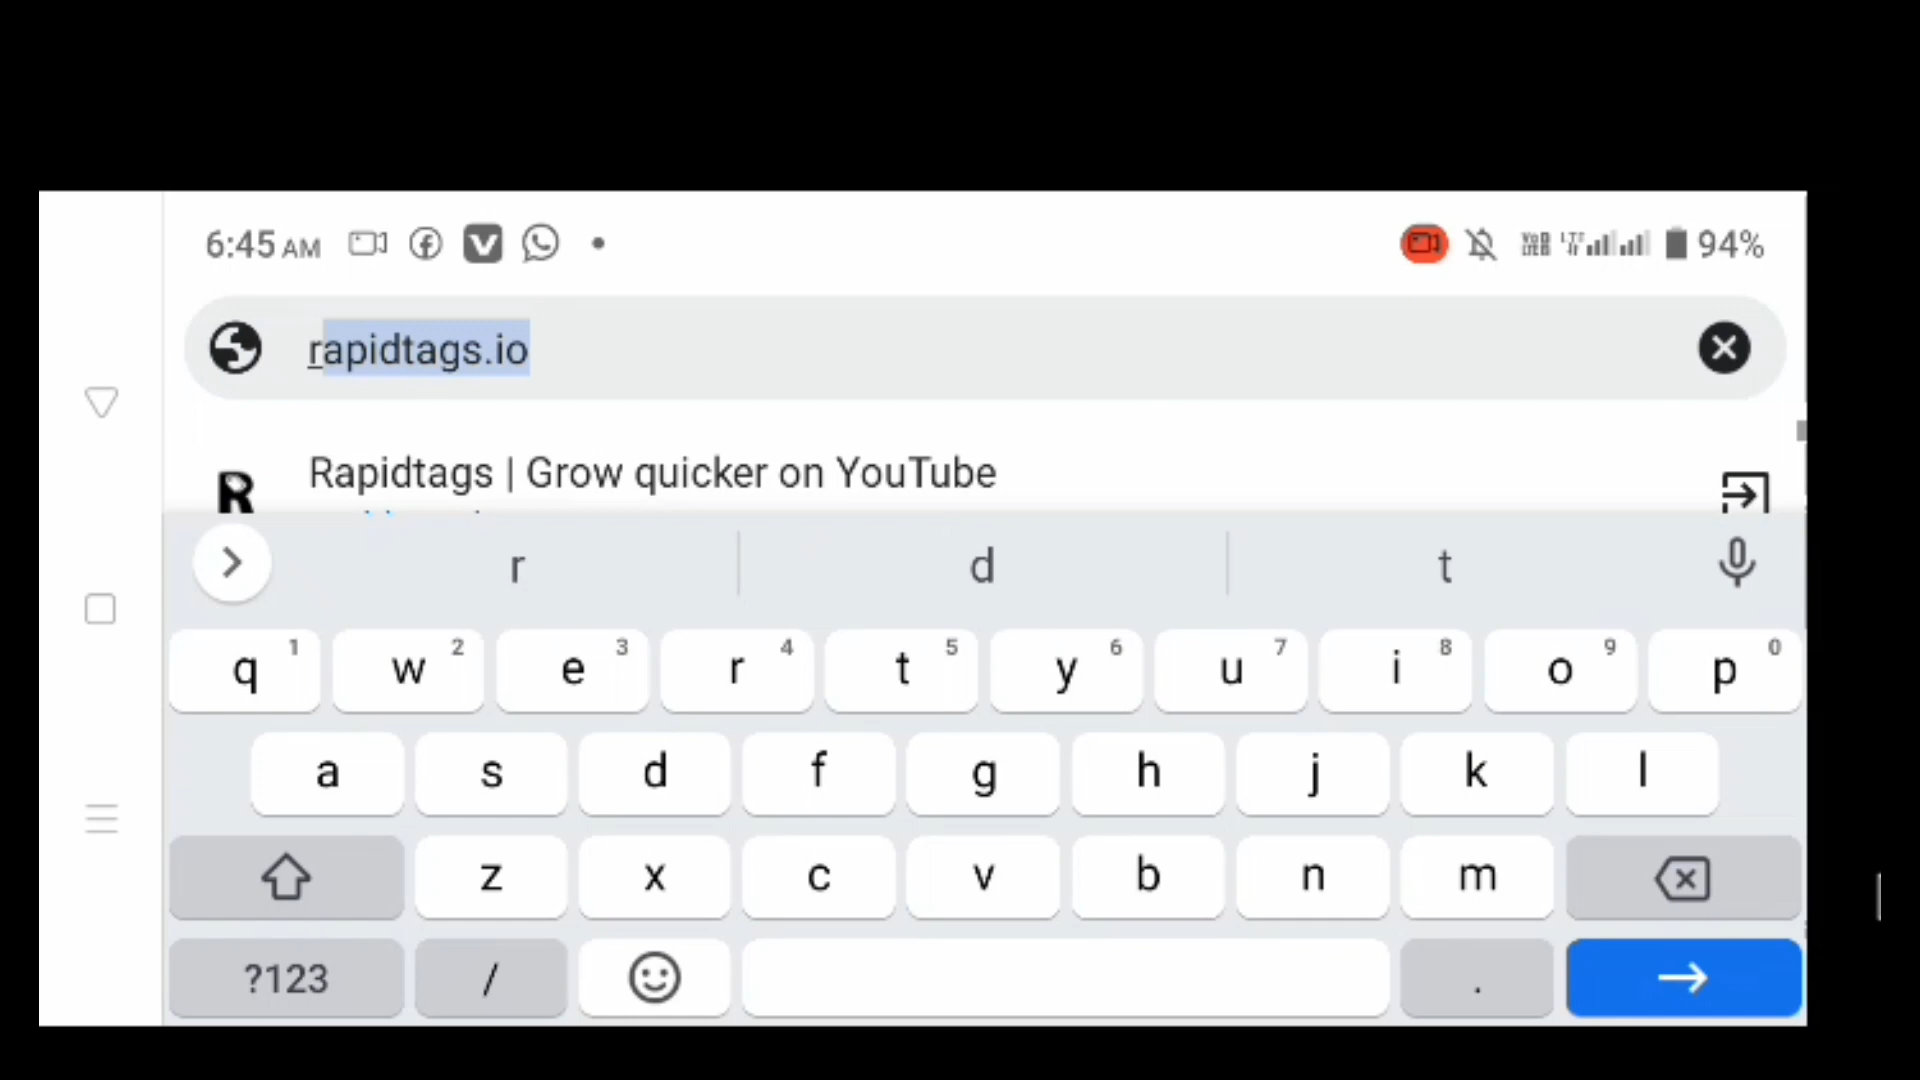 6:45 AM 94%
rapidtags.io
Rapidtags | Grow quicker on YouTube
r d t
q 1 w 2 e 3 r 4 t 5 y 6 u 7 i 8 o 9 p 0
a s d f g h j k l
z x c v b n m
?123 / .